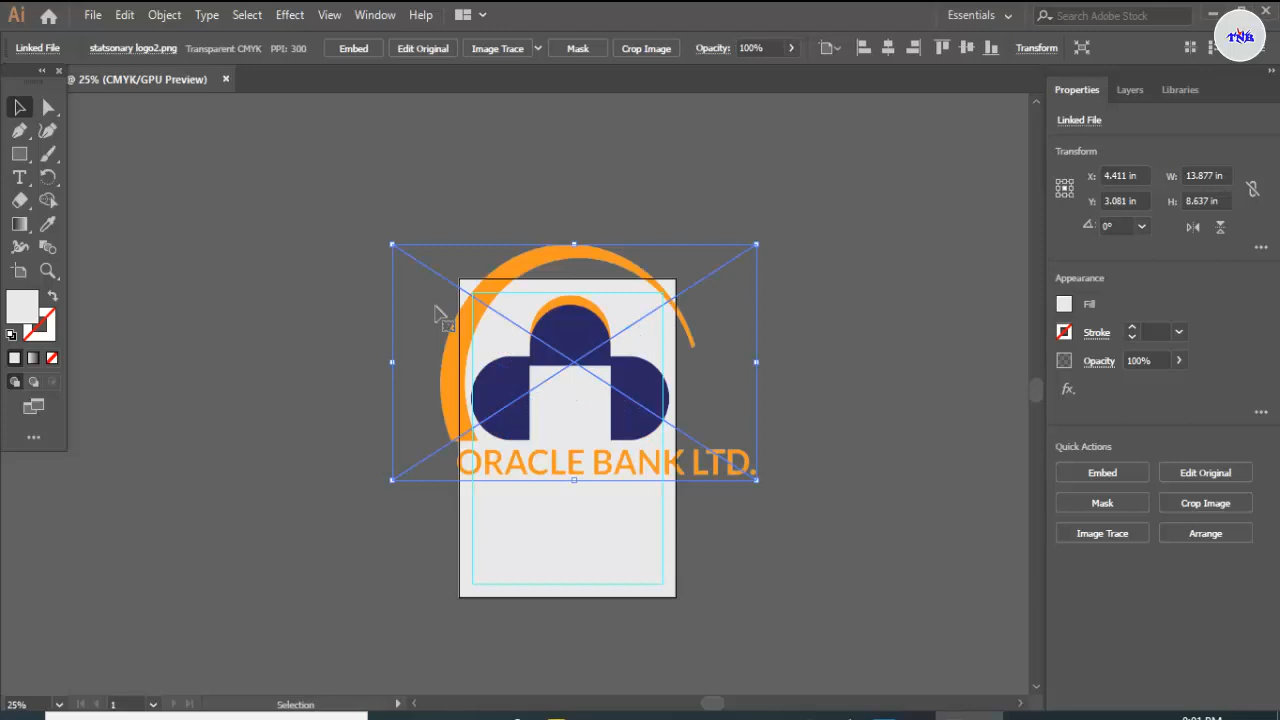 Ai File Edit Object Type Select Effect View Window Help Essentials Search Adobe Stock
TNB
Linked File statsonary logo2.png Transparent CMYK PPI: 300 Embed Edit Original Image Trace Mask Crop Image Opacity: 100% Transform
@ 25% (CMYK/GPU Preview)
Properties Layers Libraries
Linked File
Transform
X: 4.411 in W: 13.877 in
Y: 3.081 in H: 8.637 in
0°
Appearance
Fill
Stroke
Opacity 100%
fx.
Quick Actions
Embed Edit Original
Mask Crop Image
Image Trace Arrange
ORACLE BANK LTD.
25% 1 Selection